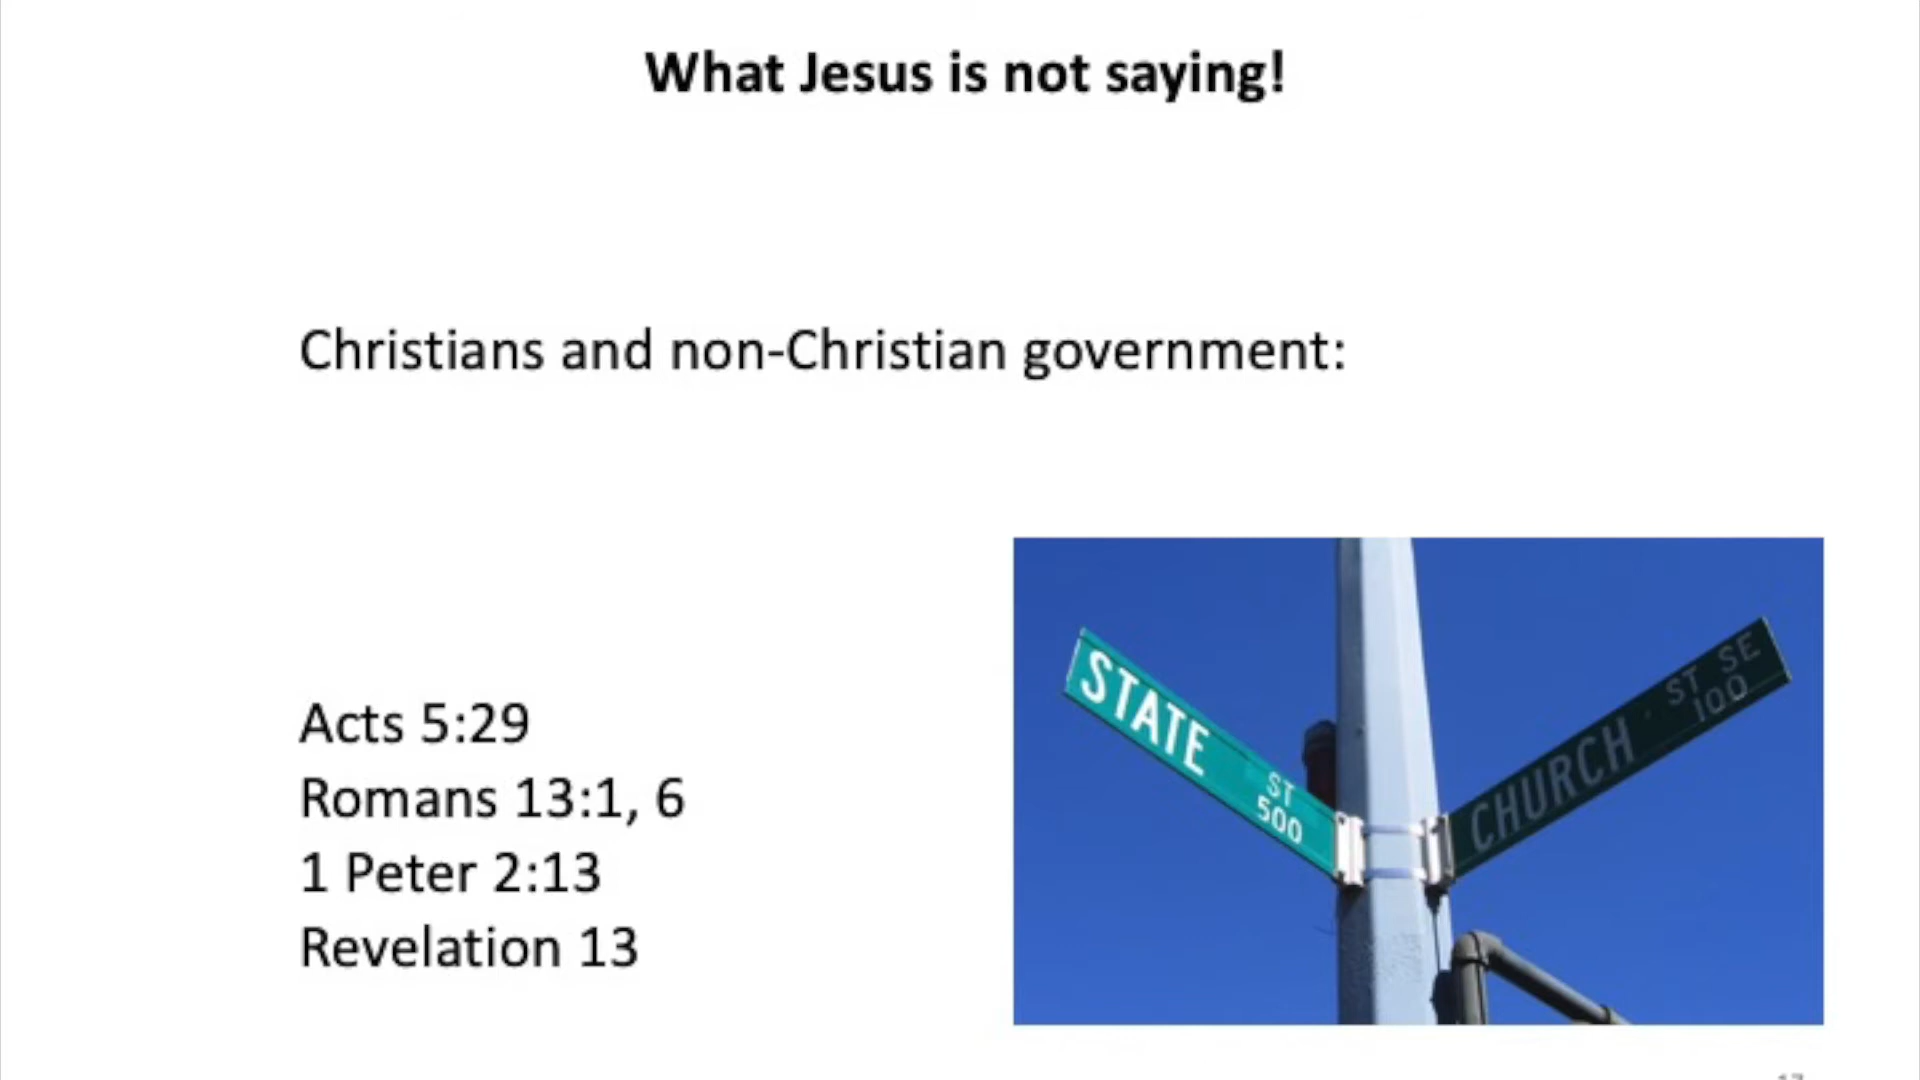 What Jesus is not saying!
Christians and non-Christian government:
Acts 5:29
Romans 13:1, 6
1 Peter 2:13
Revelation 13
STATE ST 500
CHURCH ST SE 100